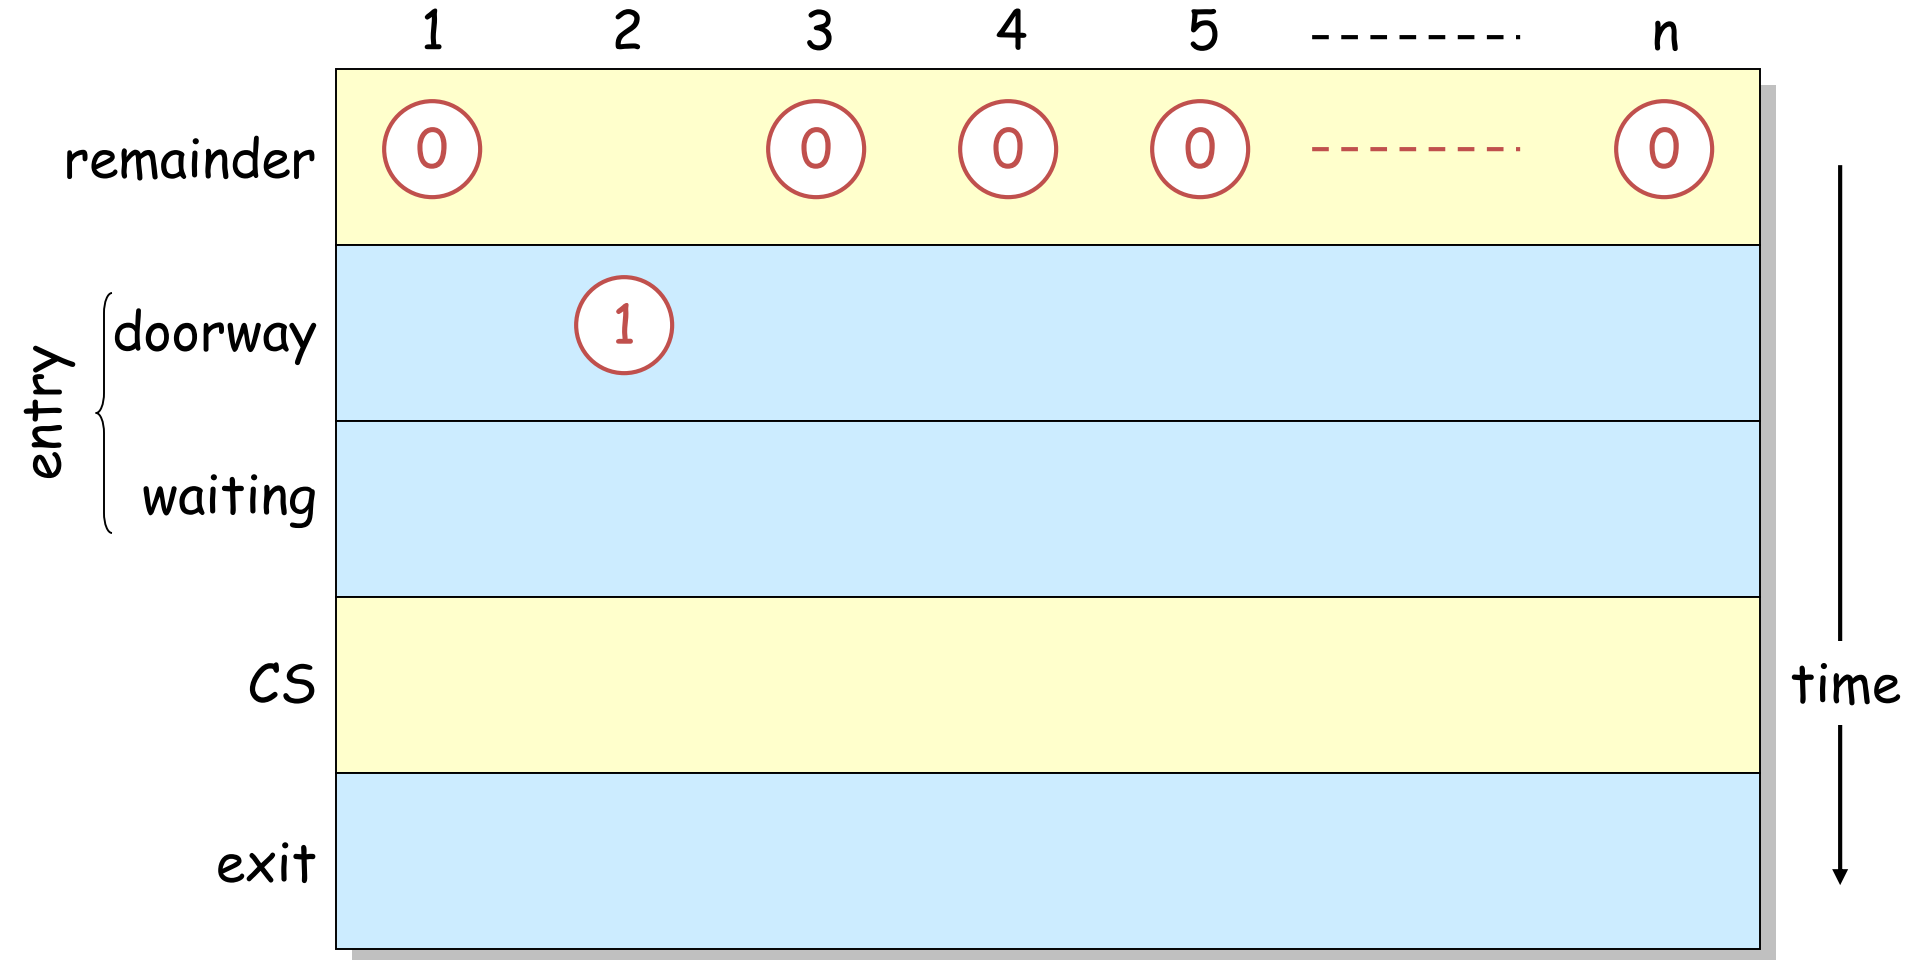 1 2 3 4 5 n
remainder 0 0 0 0 0
doorway 1
entry
waiting
CS
time
exit